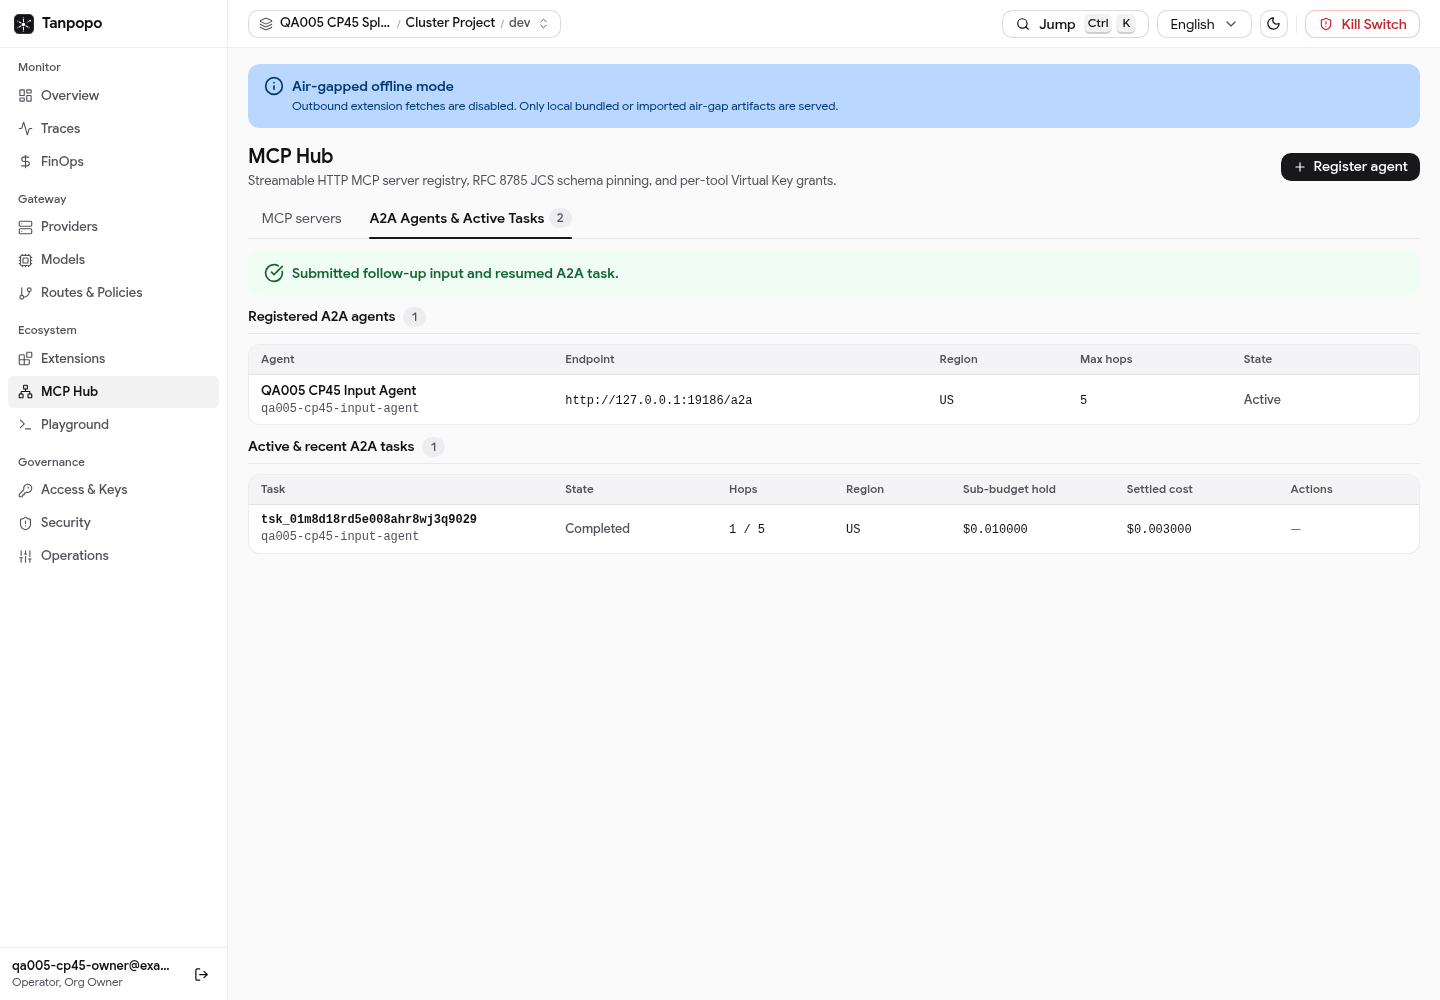 Tanpopo
QA005 CP45 Spl... / Cluster Project / dev
Jump Ctrl K
English
Kill Switch
Monitor
Overview
Traces
FinOps
Gateway
Providers
Models
Routes & Policies
Ecosystem
Extensions
MCP Hub
Playground
Governance
Access & Keys
Security
Operations
qa005-cp45-owner@exa...
Operator, Org Owner
Air-gapped offline mode
Outbound extension fetches are disabled. Only local bundled or imported air-gap artifacts are served.
MCP Hub
Streamable HTTP MCP server registry, RFC 8785 JCS schema pinning, and per-tool Virtual Key grants.
+ Register agent
MCP servers
A2A Agents & Active Tasks 2
Submitted follow-up input and resumed A2A task.
Registered A2A agents 1
Agent Endpoint Region Max hops State
QA005 CP45 Input Agent
qa005-cp45-input-agent
http://127.0.0.1:19186/a2a US 5 Active
Active & recent A2A tasks 1
Task State Hops Region Sub-budget hold Settled cost Actions
tsk_01m8d18rd5e008ahr8wj3q9029
qa005-cp45-input-agent
Completed 1 / 5 US $0.010000 $0.003000 —